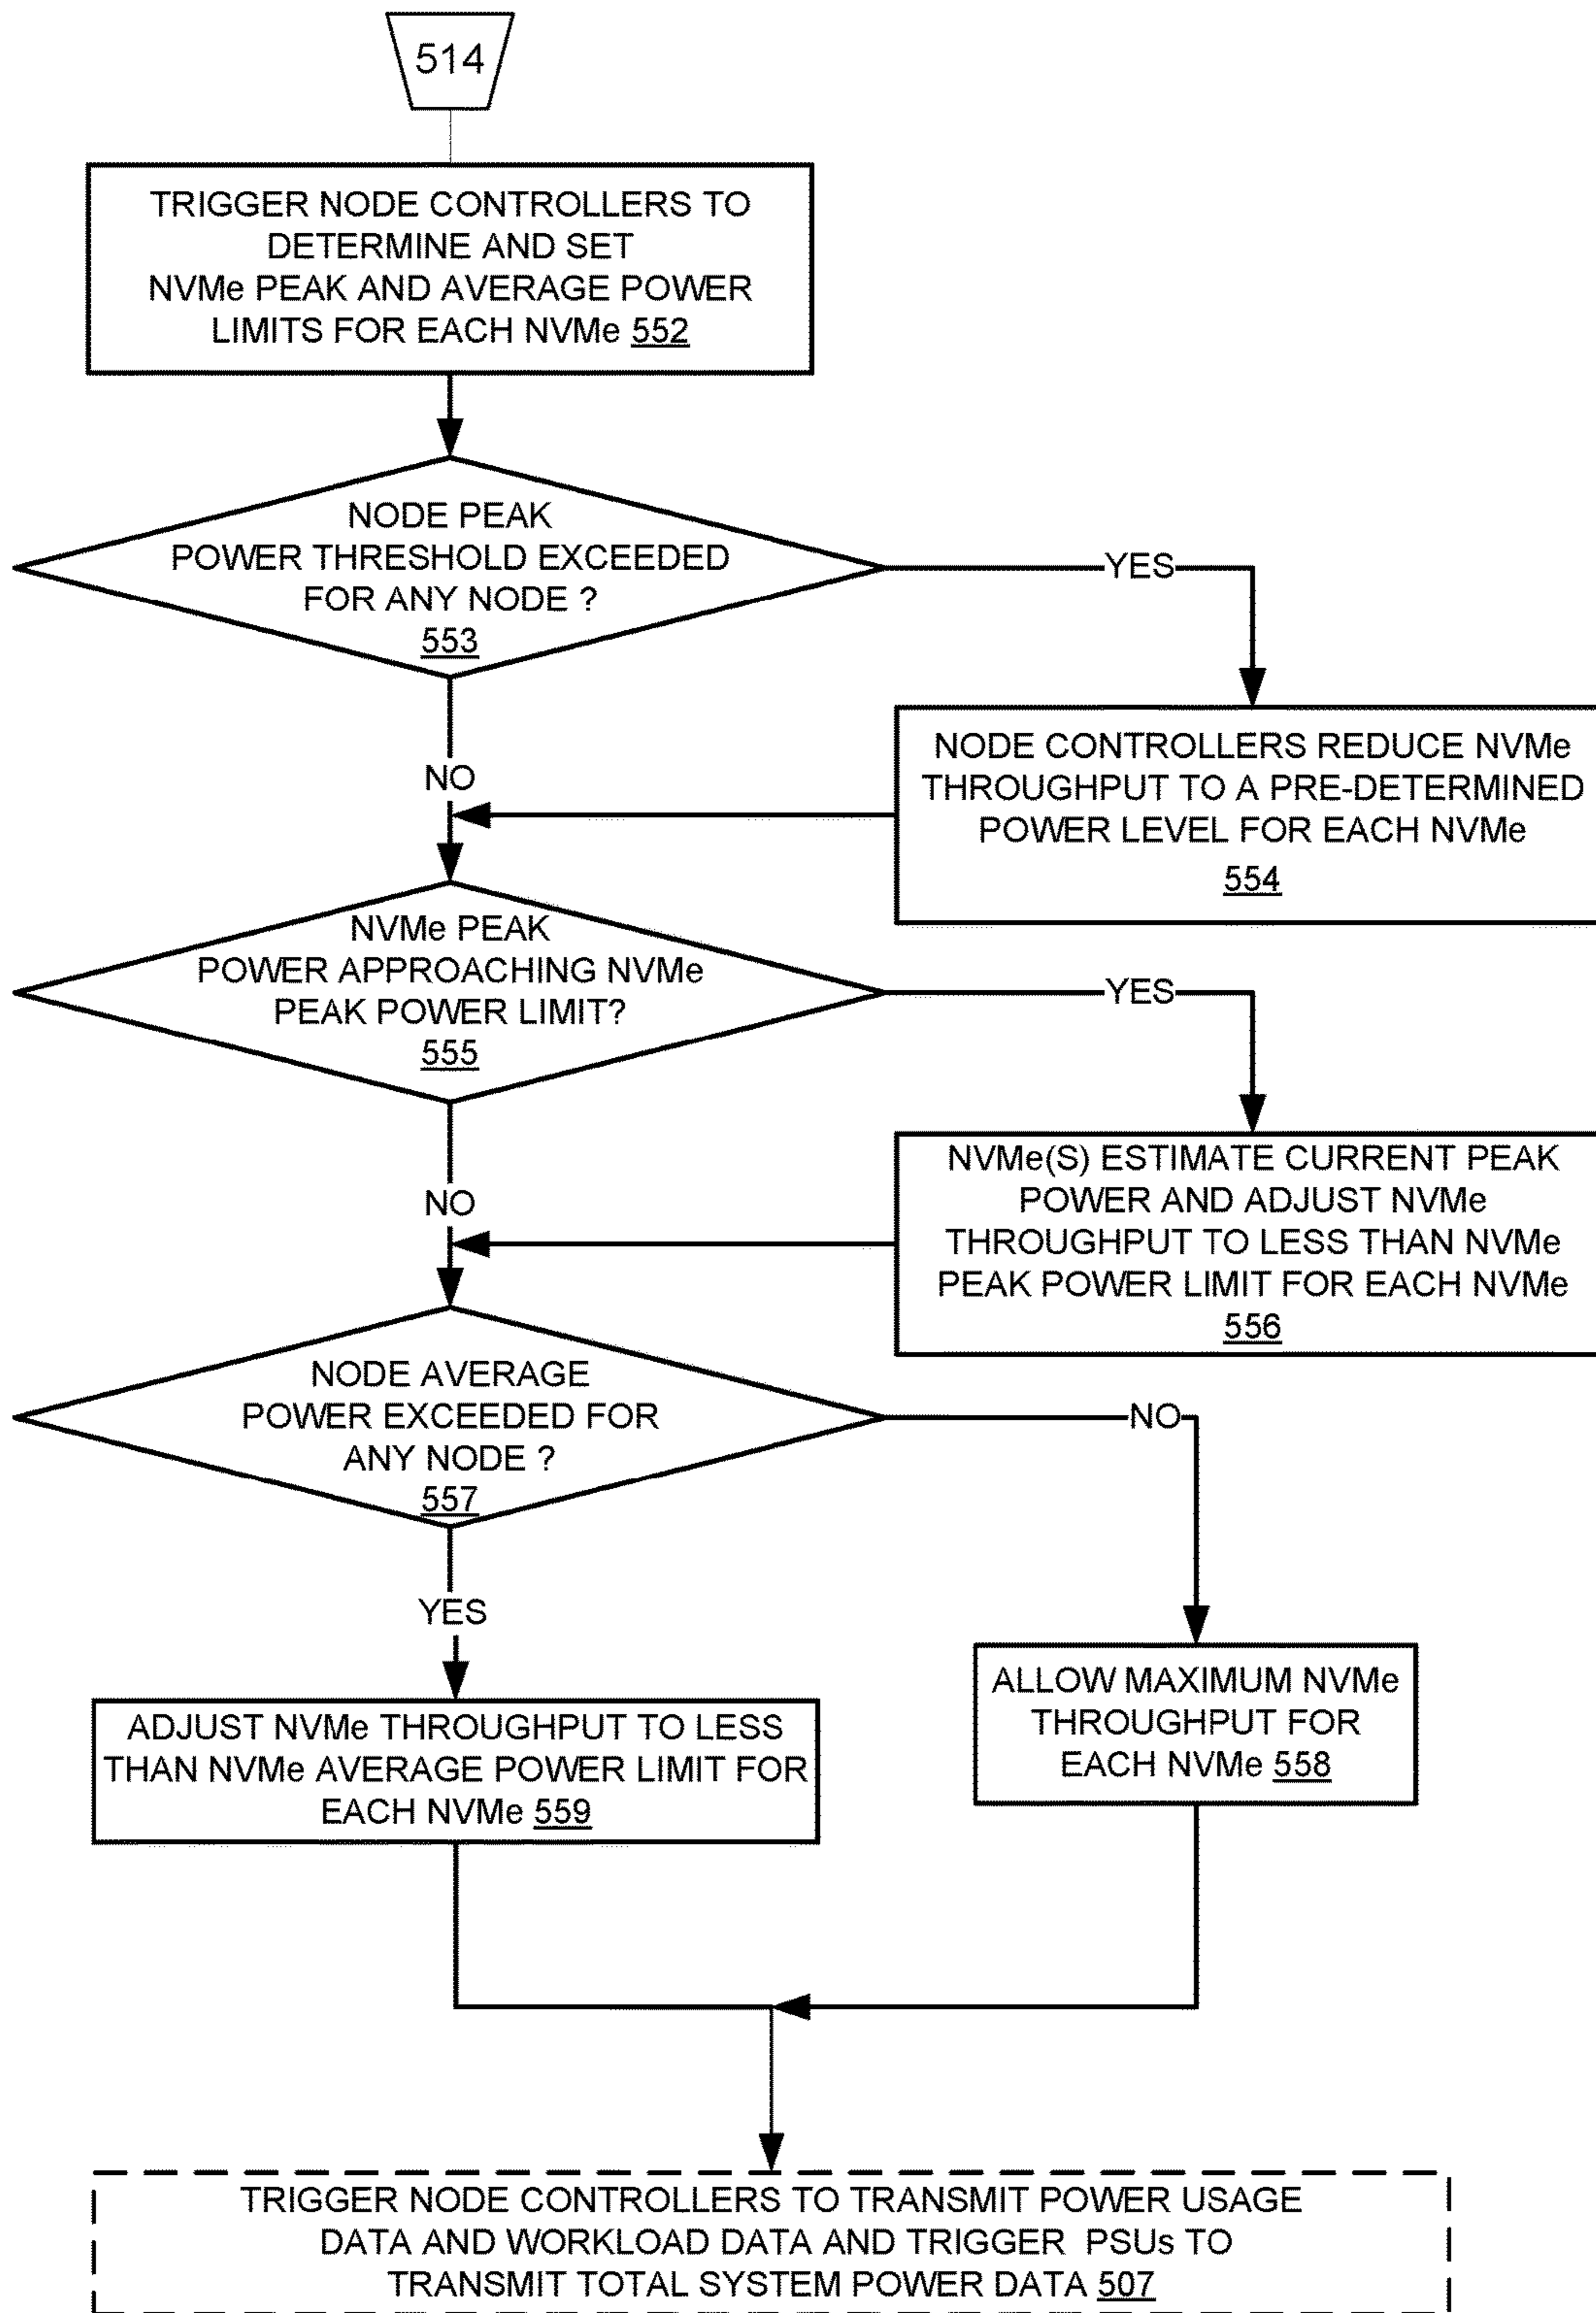 514
TRIGGER NODE CONTROLLERS TO
DETERMINE AND SET
NVMe PEAK AND AVERAGE POWER
LIMITS FOR EACH NVMe 552
NODE PEAK
POWER THRESHOLD EXCEEDED
FOR ANY NODE ?
553
YES
NO
NODE CONTROLLERS REDUCE NVMe
THROUGHPUT TO A PRE-DETERMINED
POWER LEVEL FOR EACH NVMe
554
NVMe PEAK
POWER APPROACHING NVMe
PEAK POWER LIMIT?
555
YES
NO
NVMe(S) ESTIMATE CURRENT PEAK
POWER AND ADJUST NVMe
THROUGHPUT TO LESS THAN NVMe
PEAK POWER LIMIT FOR EACH NVMe
556
NODE AVERAGE
POWER EXCEEDED FOR
ANY NODE ?
557
NO
YES
ALLOW MAXIMUM NVMe
THROUGHPUT FOR
EACH NVMe 558
ADJUST NVMe THROUGHPUT TO LESS
THAN NVMe AVERAGE POWER LIMIT FOR
EACH NVMe 559
TRIGGER NODE CONTROLLERS TO TRANSMIT POWER USAGE
DATA AND WORKLOAD DATA AND TRIGGER PSUs TO
TRANSMIT TOTAL SYSTEM POWER DATA 507